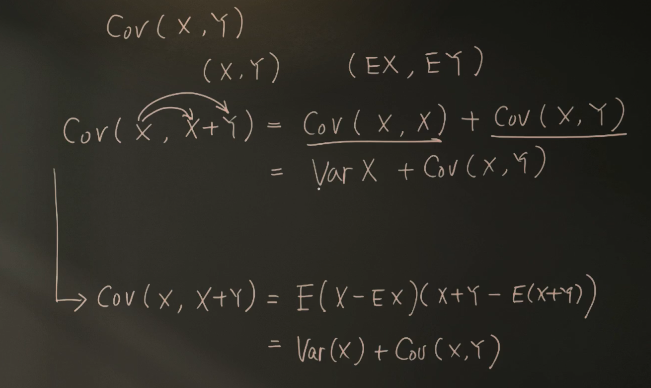 Cov(X,Y)
(X,Y) (EX, EY)
Cov(X, X+Y) = Cov(X, X) + Cov(X,Y)
= Var X + Cov(X,Y)
Cov(X, X+Y) = E(X-EX)(X+Y - E(X+Y))
= Var(X) + Cov(X,Y)